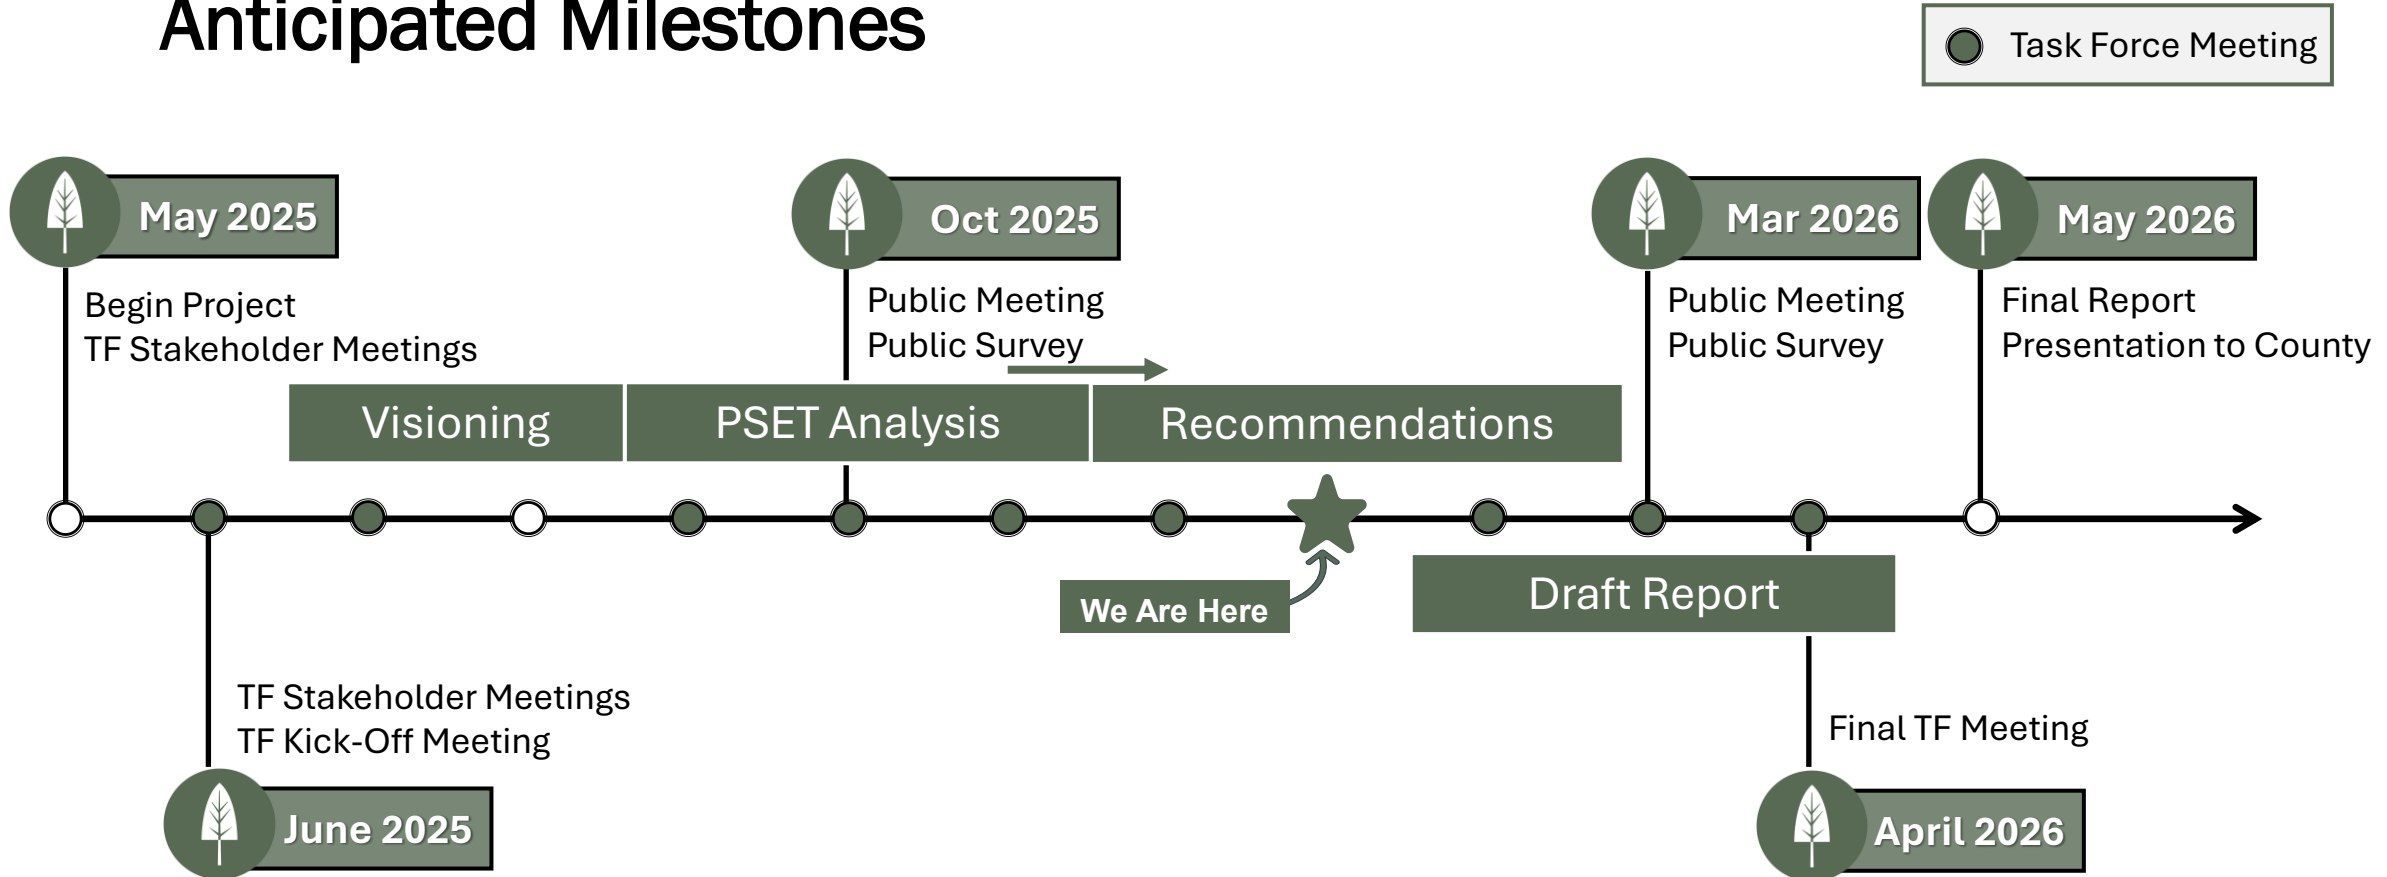 Anticipated Milestones
Task Force Meeting
May 2025
Oct 2025
Mar 2026
May 2026
Begin Project
TF Stakeholder Meetings
Public Meeting
Public Survey
Public Meeting
Public Survey
Final Report
Presentation to County
Visioning
PSET Analysis
Recommendations
We Are Here
Draft Report
TF Stakeholder Meetings
TF Kick-Off Meeting
Final TF Meeting
June 2025
April 2026